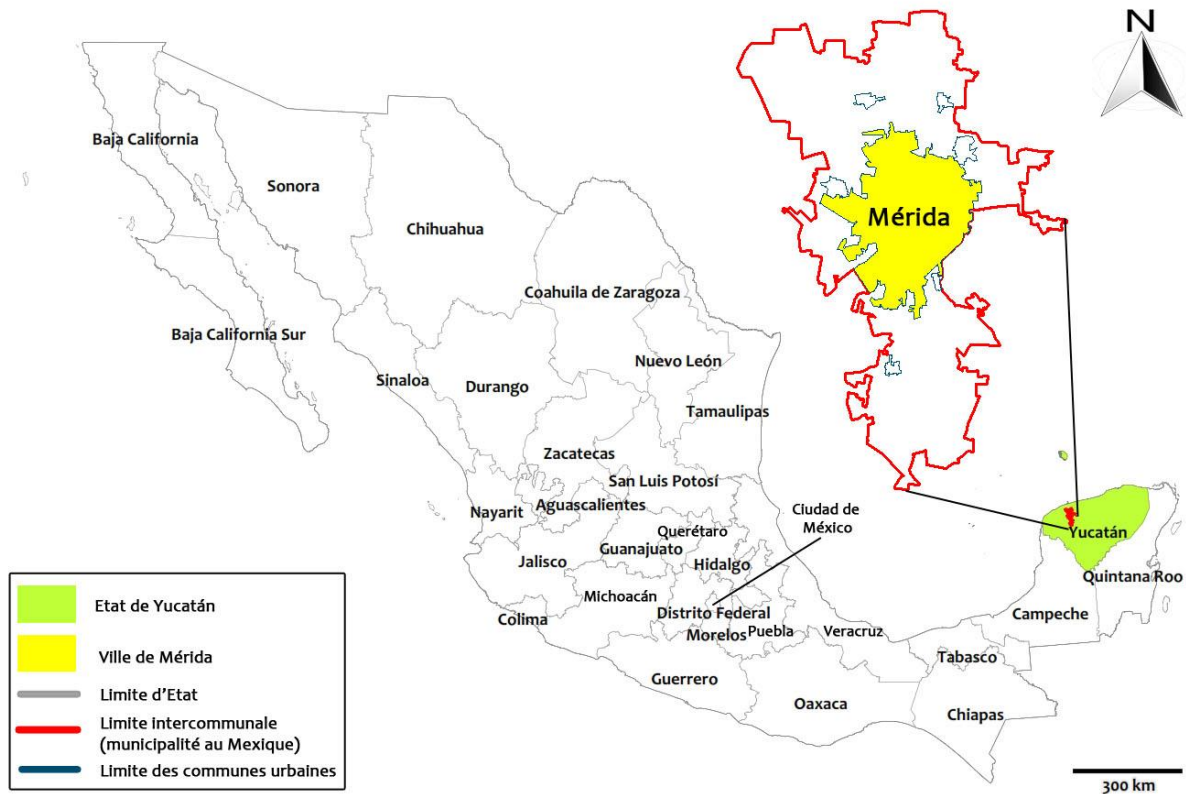 N
Baja California
Sonora
Chihuahua
Mérida
Coahuila de Zaragoza
Baja California Sur
Nuevo León
Sinaloa
Durango
Tamaulipas
Zacatecas
San Luis Potosí
Nayarit
Aguascalientes
Ciudad de
México
Querétaro
Yucatán
Guanajuato
Jalisco
Hidalgo
Quintana Roo
Michoacán
Distrito Federal
Campeche
Colima
Morelos
Puebla
Veracruz
Tabasco
Guerrero
Oaxaca
Chiapas
Etat de Yucatán
Ville de Mérida
Limite d'Etat
Limite intercommunale
(municipalité au Mexique)
Limite des communes urbaines
300 km